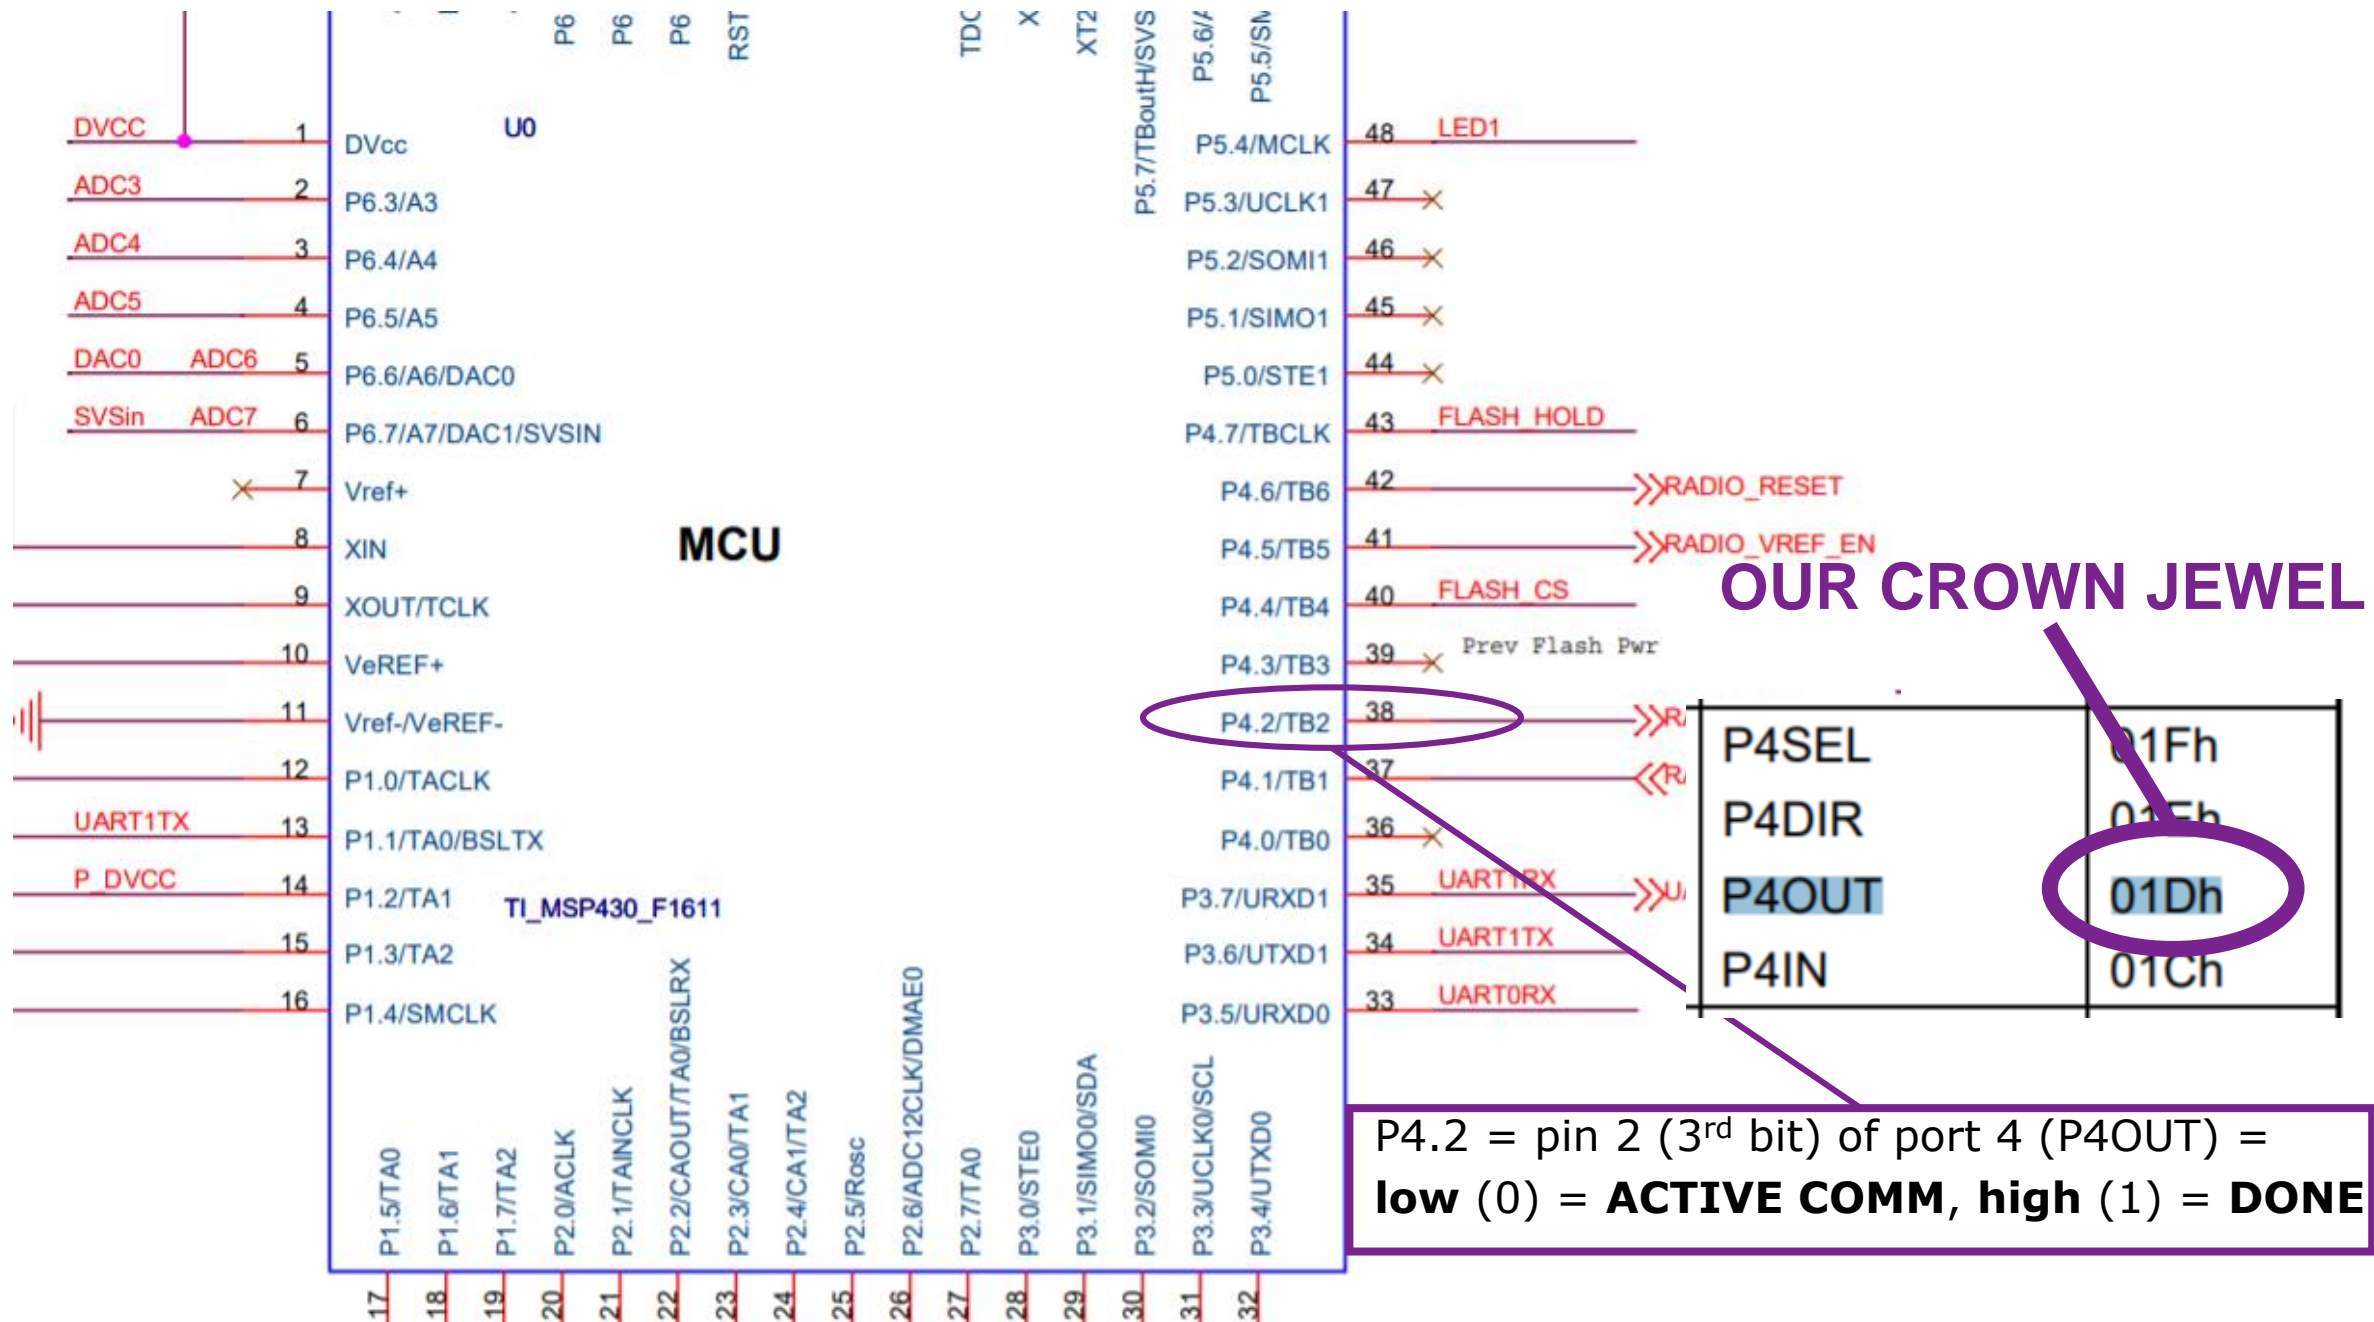 P6
P6
P6
RST
TDC
X
XT2
P5.7/TBoutH/SVS
P5.6/A
P5.5/SM
DVCC 1 DVcc
ADC3 2 P6.3/A3
ADC4 3 P6.4/A4
ADC5 4 P6.5/A5
DAC0 ADC6 5 P6.6/A6/DAC0
SVSin ADC7 6 P6.7/A7/DAC1/SVSIN
7 Vref+
8 XIN
9 XOUT/TCLK
10 VeREF+
11 Vref-/VeREF-
12 P1.0/TACLK
UART1TX 13 P1.1/TA0/BSLTX
P_DVCC 14 P1.2/TA1
15 P1.3/TA2
16 P1.4/SMCLK
U0
MCU
TI_MSP430_F1611
P5.4/MCLK 48 LED1
P5.3/UCLK1 47
P5.2/SOMI1 46
P5.1/SIMO1 45
P5.0/STE1 44
P4.7/TBCLK 43 FLASH_HOLD
P4.6/TB6 42 RADIO_RESET
P4.5/TB5 41 RADIO_VREF_EN
P4.4/TB4 40 FLASH_CS
P4.3/TB3 39 Prev Flash Pwr
P4.2/TB2 38
P4.1/TB1 37
P4.0/TB0 36
P3.7/URXD1 35 UART1RX
P3.6/UTXD1 34 UART1TX
P3.5/URXD0 33 UART0RX
OUR CROWN JEWEL
P4SEL 01Fh
P4DIR 01Eh
P4OUT 01Dh
P4IN 01Ch
P1.5/TA0 17
P1.6/TA1 18
P1.7/TA2 19
P2.0/ACLK 20
P2.1/TAINCLK 21
P2.2/CAOUT/TA0/BSLRX 22
P2.3/CA0/TA1 23
P2.4/CA1/TA2 24
P2.5/Rosc 25
P2.6/ADC12CLK/DMAE0 26
P2.7/TA0 27
P3.0/STE0 28
P3.1/SIMO0/SDA 29
P3.2/SOMI0 30
P3.3/UCLK0/SCL 31
P3.4/UTXD0 32
P4.2 = pin 2 (3rd bit) of port 4 (P4OUT) =
low (0) = ACTIVE COMM, high (1) = DONE